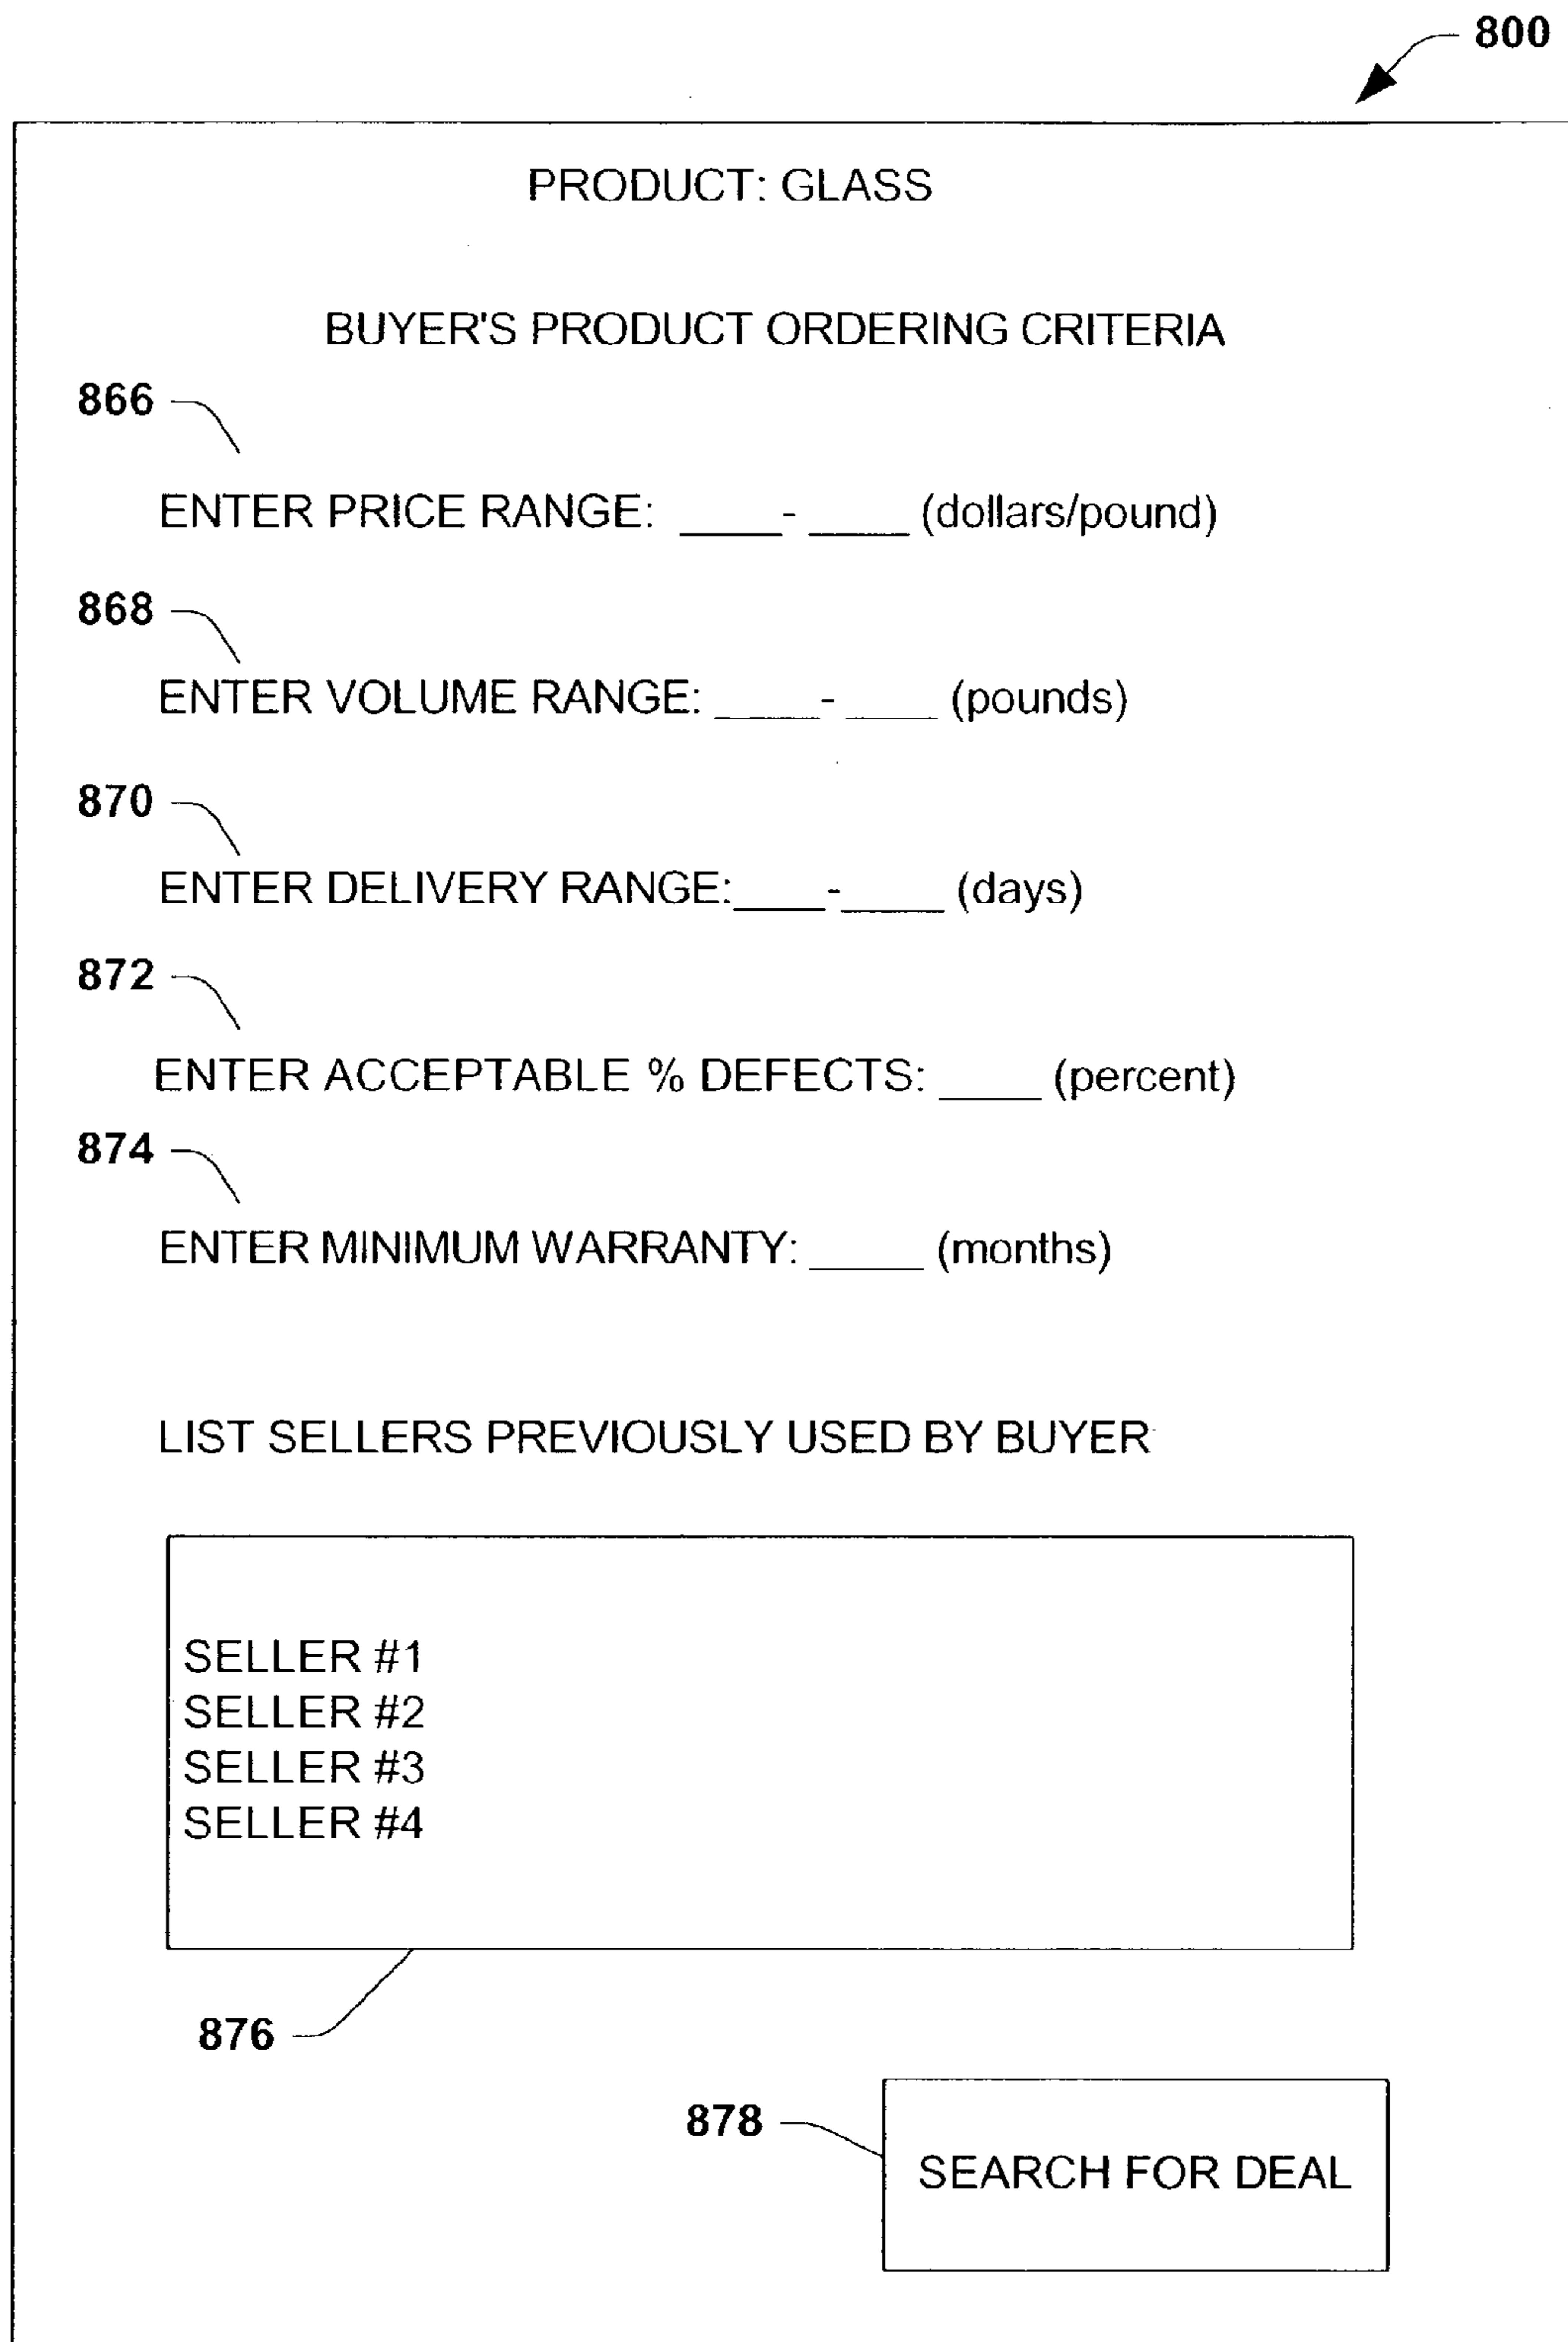 800
PRODUCT: GLASS
BUYER'S PRODUCT ORDERING CRITERIA
866
ENTER PRICE RANGE: ____- ____ (dollars/pound)
868
ENTER VOLUME RANGE: ____- ____ (pounds)
870
ENTER DELIVERY RANGE:____-____ (days)
872
ENTER ACCEPTABLE % DEFECTS: ____ (percent)
874
ENTER MINIMUM WARRANTY: _____ (months)
LIST SELLERS PREVIOUSLY USED BY BUYER
SELLER #1
SELLER #2
SELLER #3
SELLER #4
876
878
SEARCH FOR DEAL